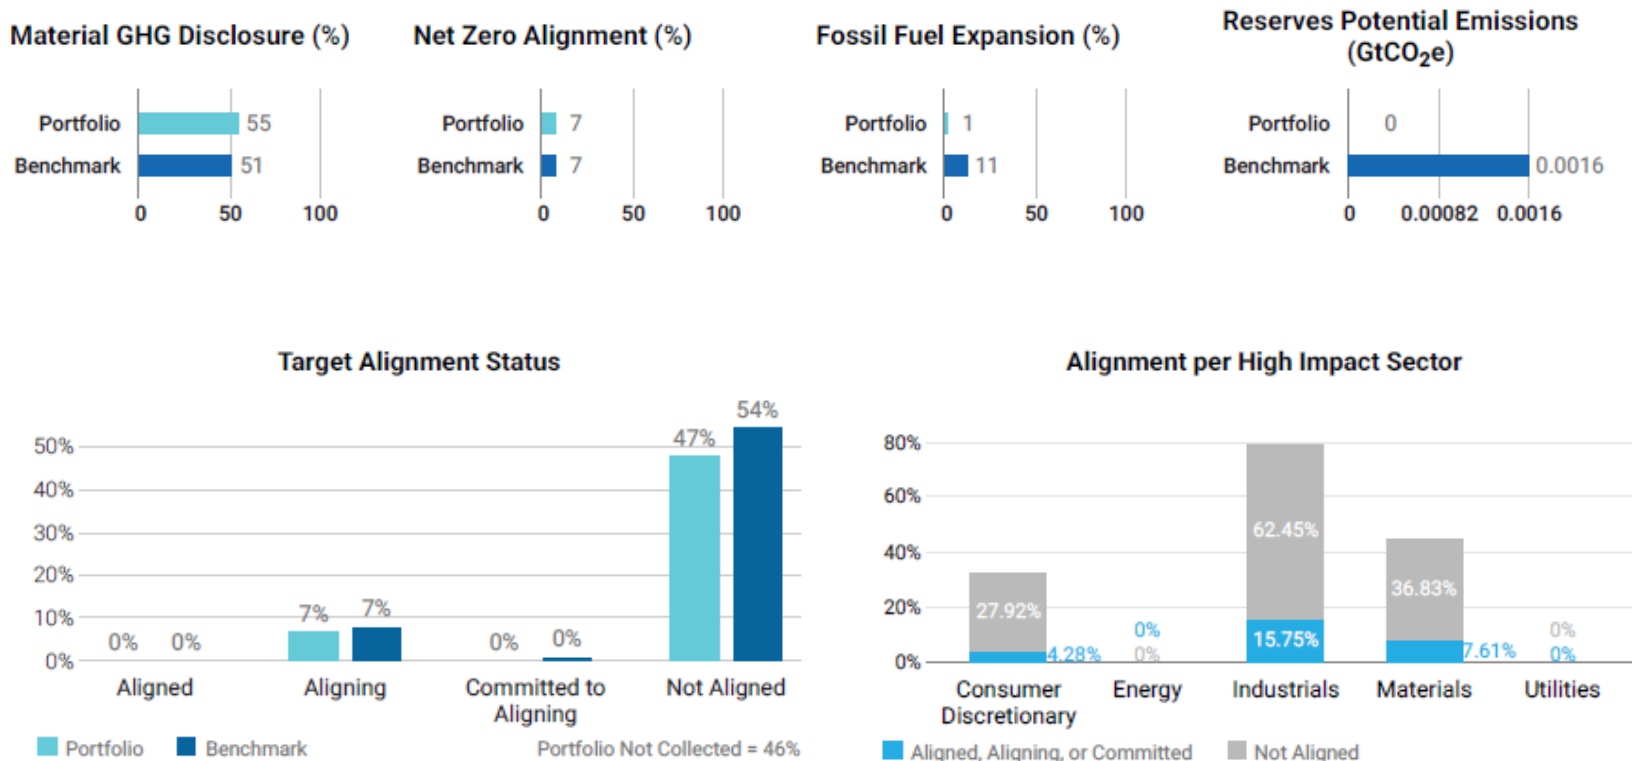 Material GHG Disclosure (%)
Portfolio 55
Benchmark 51
0 50 100
Net Zero Alignment (%)
Portfolio 7
Benchmark 7
0 50 100
Fossil Fuel Expansion (%)
Portfolio 1
Benchmark 11
0 50 100
Reserves Potential Emissions
(GtCO₂e)
Portfolio 0
Benchmark 0.0016
0 0.00082 0.0016
Target Alignment Status
54%
50% 47%
40%
30%
20%
10% 7% 7%
0% 0% 0% 0% 0%
Aligned Aligning Committed to Not Aligned
Aligning
Portfolio Benchmark Portfolio Not Collected = 46%
Alignment per High Impact Sector
80%
60%
62.45%
40%
36.83%
20% 27.92%
0% 15.75% 0%
0% 4.28% 0% 7.61% 0%
Consumer Energy Industrials Materials Utilities
Discretionary
Aligned, Aligning, or Committed Not Aligned